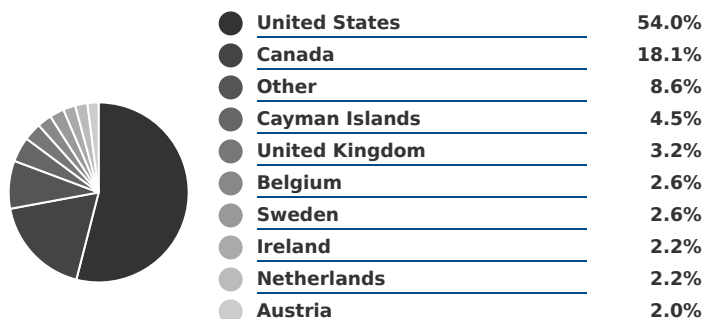 United States 54.0%
Canada 18.1%
Other 8.6%
Cayman Islands 4.5%
United Kingdom 3.2%
Belgium 2.6%
Sweden 2.6%
Ireland 2.2%
Netherlands 2.2%
Austria 2.0%